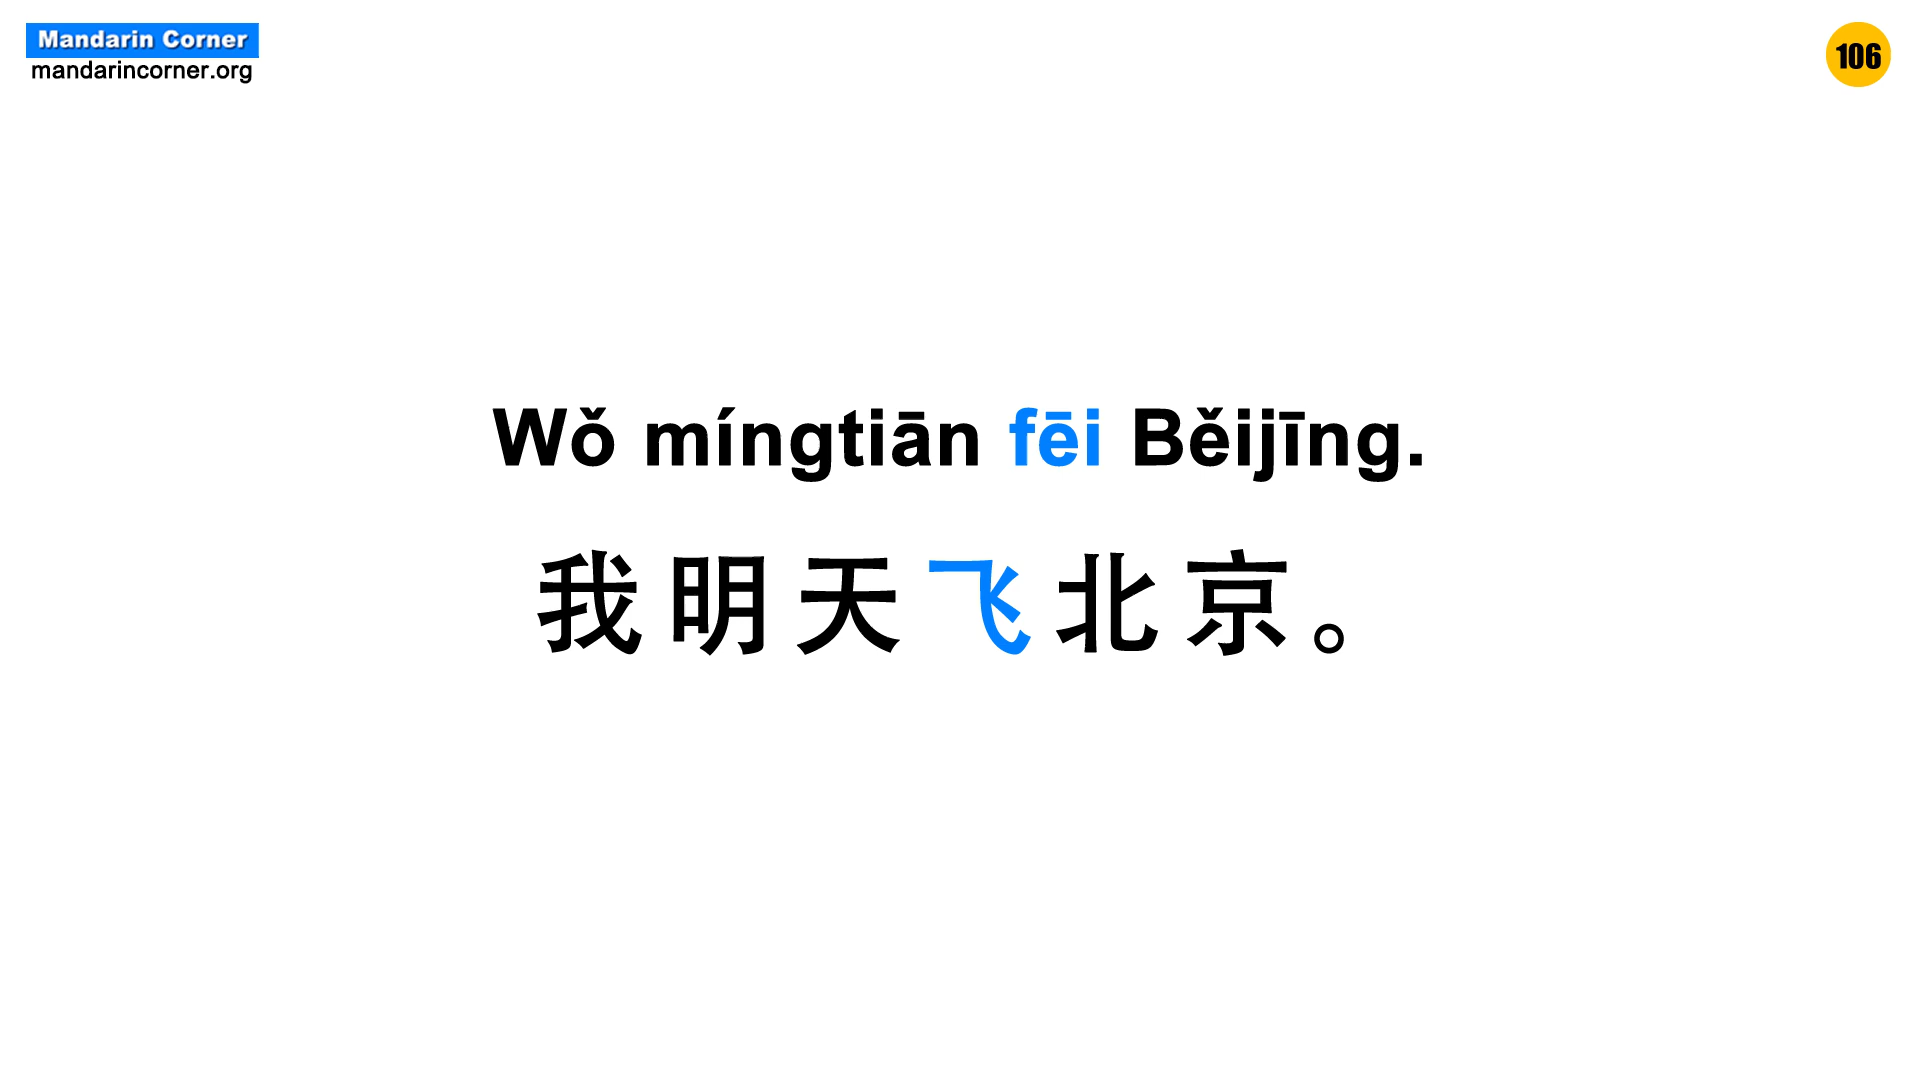 Mandarin Corner
mandarincorner.org
106
Wǒ míngtiān fēi Běijīng.
我明天飞北京。